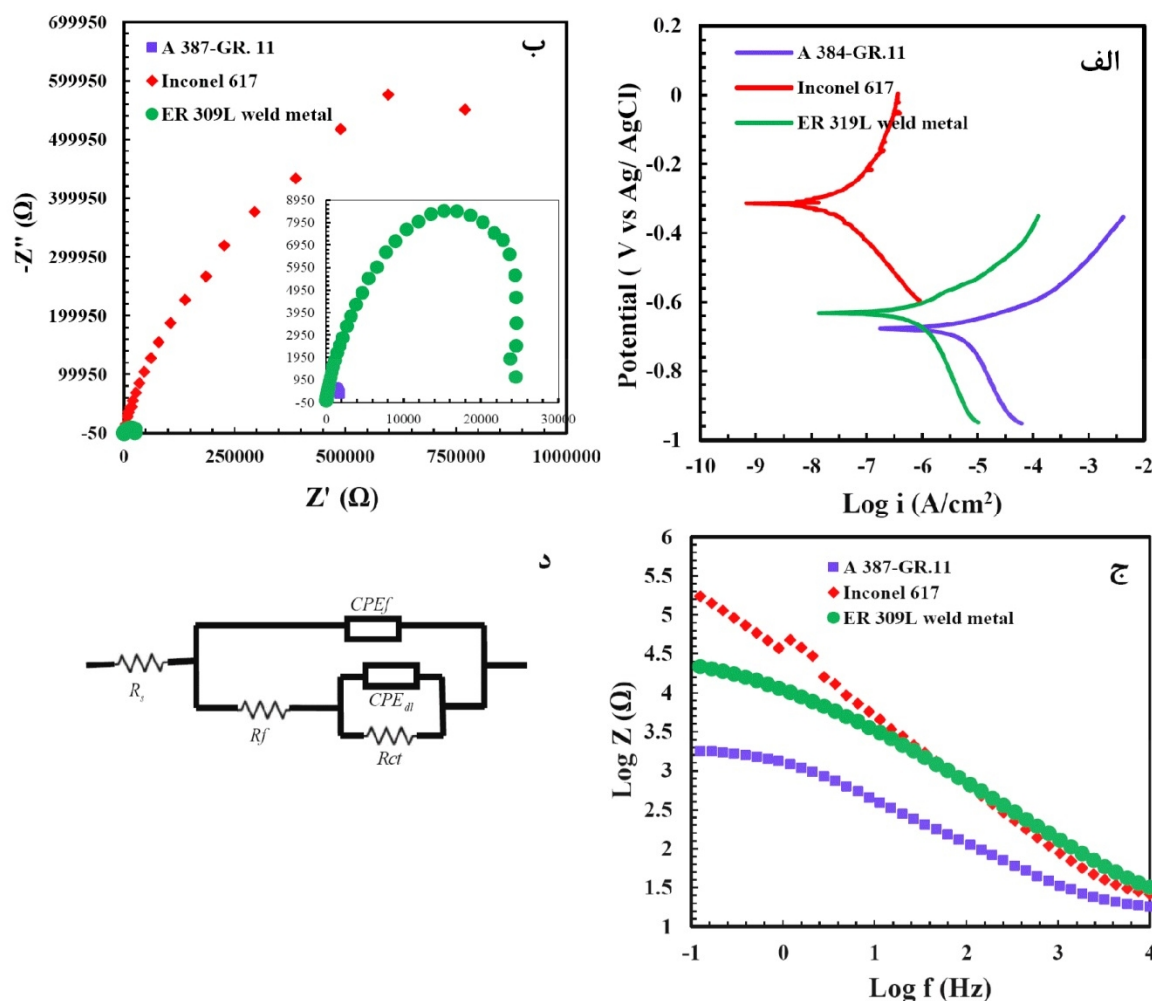 ب
A 387-GR. 11
Inconel 617
ER 309L weld metal
699950
599950
499950
399950
299950
199950
99950
-50
0
250000
500000
750000
1000000
-Z'' (Ω)
Z' (Ω)
8950
7950
6950
5950
4950
3950
2950
1950
950
-50
0
10000
20000
30000
الف
A 384-GR.11
Inconel 617
ER 319L weld metal
0
-0.2
-0.4
-0.6
-0.8
-1
-10
-9
-8
-7
-6
-5
-4
-3
-2
Potential ( V vs Ag/ AgCl)
Log i (A/cm²)
د
CPEf
Rs
CPE dl
Rf
Rct
ج
A 387-GR.11
Inconel 617
ER 309L weld metal
6
5.5
5
4.5
4
3.5
3
2.5
2
1.5
1
-1
0
1
2
3
4
Log Z (Ω)
Log f (Hz)